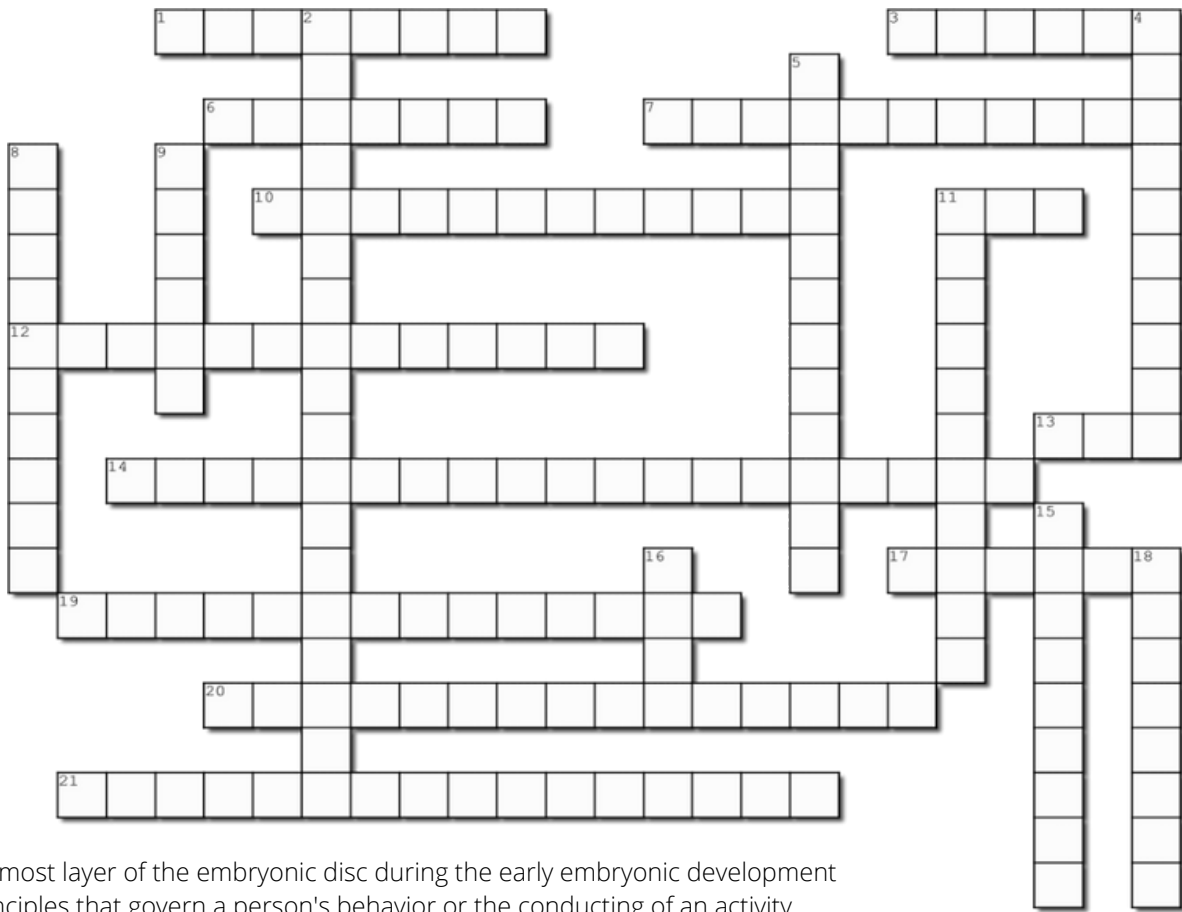 1 2 3 4
5
6 7
8 9
10 11
12
13
14
15
16 17 18
19
20
21
most layer of the embryonic disc during the early embryonic development
nciples that govern a person's behavior or the conducting of an activity